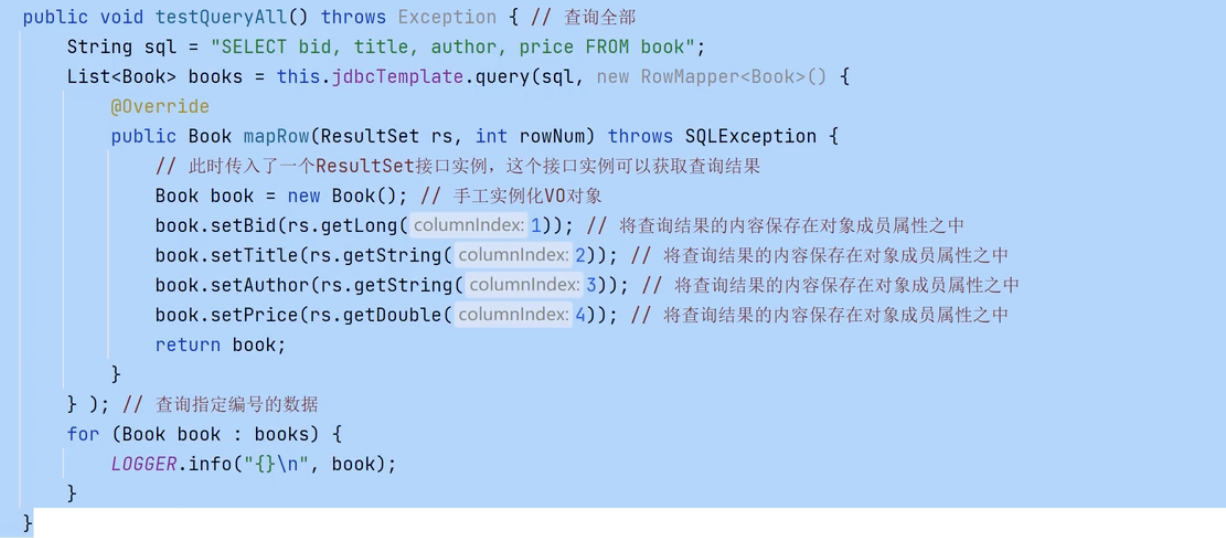 public void testQueryAll() throws Exception { // 查询全部
String sql = "SELECT bid, title, author, price FROM book";
List<Book> books = this.jdbcTemplate.query(sql, new RowMapper<Book>() {
@Override
public Book mapRow(ResultSet rs, int rowNum) throws SQLException {
// 此时传入了一个ResultSet接口实例，这个接口实例可以获取查询结果
Book book = new Book(); // 手工实例化VO对象
book.setBid(rs.getLong( columnIndex: 1)); // 将查询结果的内容保存在对象成员属性之中
book.setTitle(rs.getString( columnIndex: 2)); // 将查询结果的内容保存在对象成员属性之中
book.setAuthor(rs.getString( columnIndex: 3)); // 将查询结果的内容保存在对象成员属性之中
book.setPrice(rs.getDouble( columnIndex: 4)); // 将查询结果的内容保存在对象成员属性之中
return book;
}
} ); // 查询指定编号的数据
for (Book book : books) {
LOGGER.info("{}\n", book);
}
}